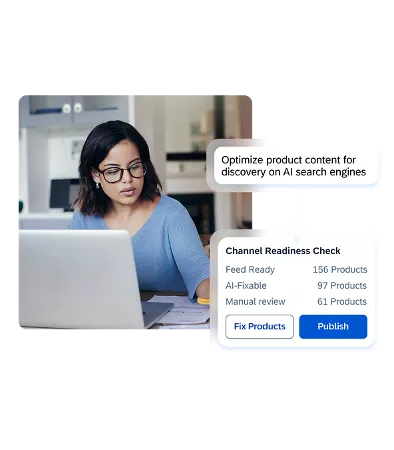 Optimize product content for
discovery on AI search engines
Channel Readiness Check
Feed Ready 156 Products
AI-Fixable 97 Products
Manual review 61 Products
Fix Products Publish